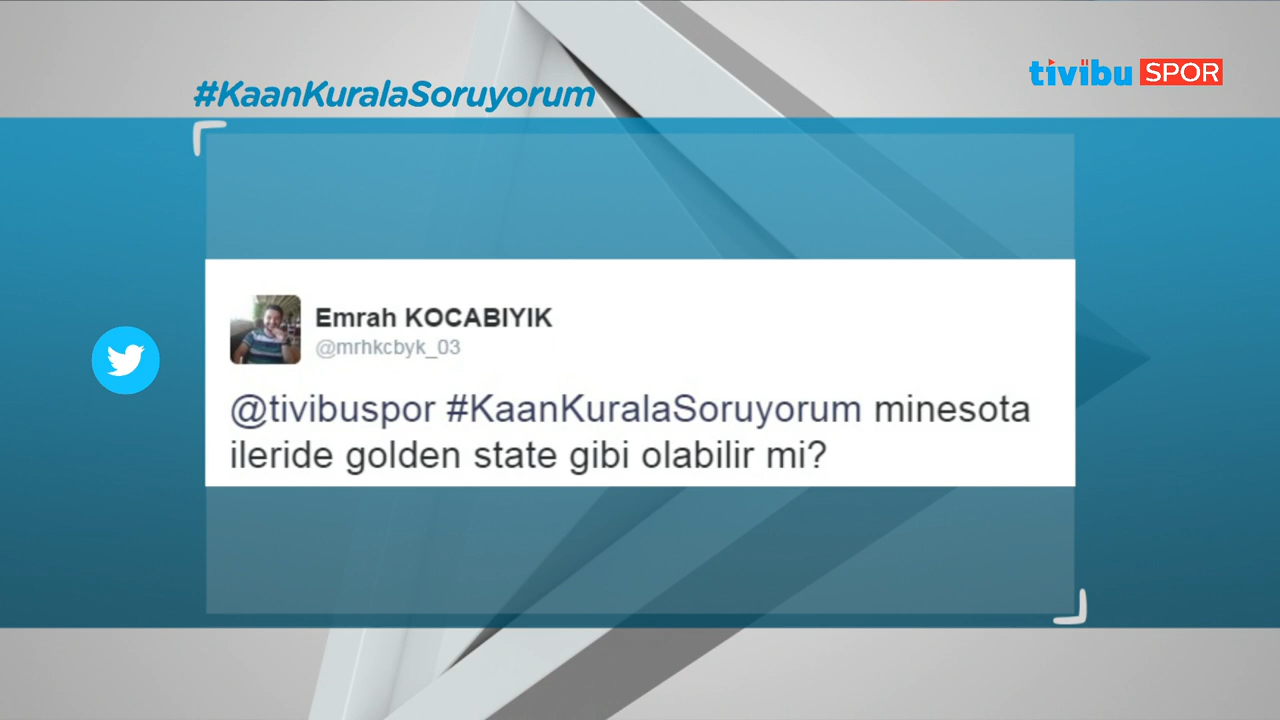 #KaanKuralaSoruyorum
tivibu SPOR
Emrah KOCABIYIK
@mrhkcbyk_03
@tivibuspor #KaanKuralaSoruyorum minesota
ileride golden state gibi olabilir mi?